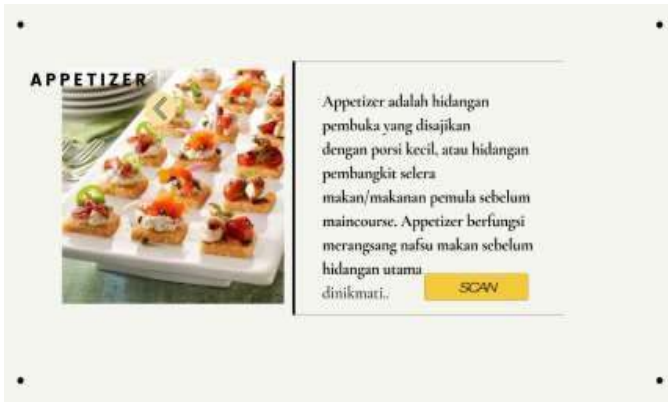 APPETIZER
Appetizer adalah hidangan
pembuka yang disajikan
dengan porsi kecil, atau hidangan
pembangkit selera
makan/makanan pemula sebelum
maincourse. Appetizer berfungsi
merangsang nafsu makan sebelum
hidangan utama
dinikmati..
SCAN